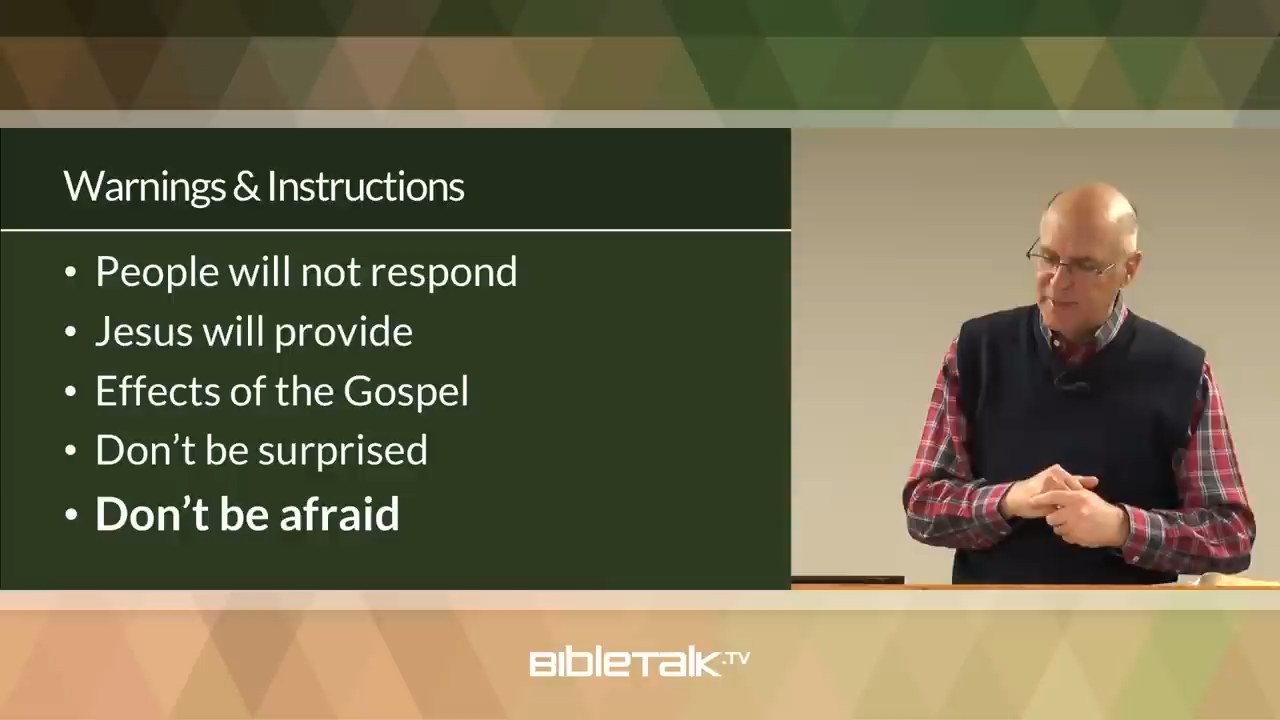 Warnings & Instructions
• People will not respond
• Jesus will provide
• Effects of the Gospel
• Don’t be surprised
• Don’t be afraid
BIBLETALK.TV